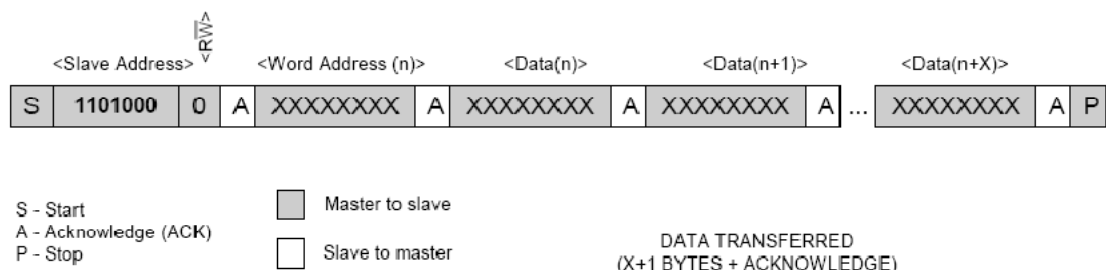 <RW̅>
<Slave Address> <Word Address (n)> <Data(n)> <Data(n+1)> <Data(n+X)>
S 1101000 0 A XXXXXXXX A XXXXXXXX A XXXXXXXX A ... XXXXXXXX A P
S - Start
A - Acknowledge (ACK)
P - Stop
Master to slave
Slave to master
DATA TRANSFERRED
(X+1 BYTES + ACKNOWLEDGE)